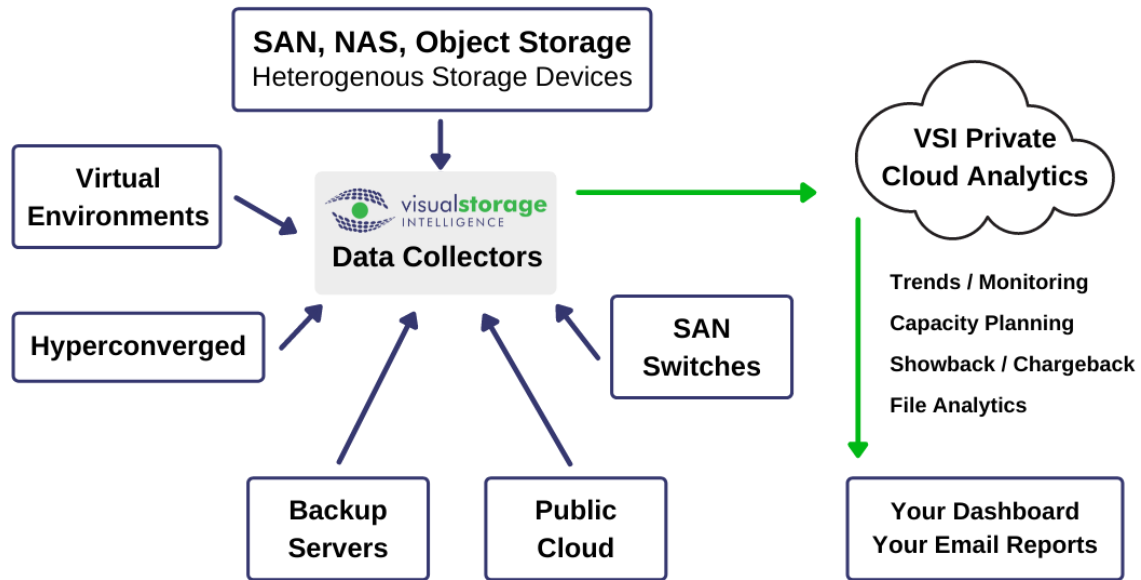 SAN, NAS, Object Storage
Heterogenous Storage Devices
Virtual
Environments
visualstorage
INTELLIGENCE
Data Collectors
VSI Private
Cloud Analytics
Hyperconverged
SAN
Switches
Trends / Monitoring
Capacity Planning
Showback / Chargeback
File Analytics
Backup
Servers
Public
Cloud
Your Dashboard
Your Email Reports